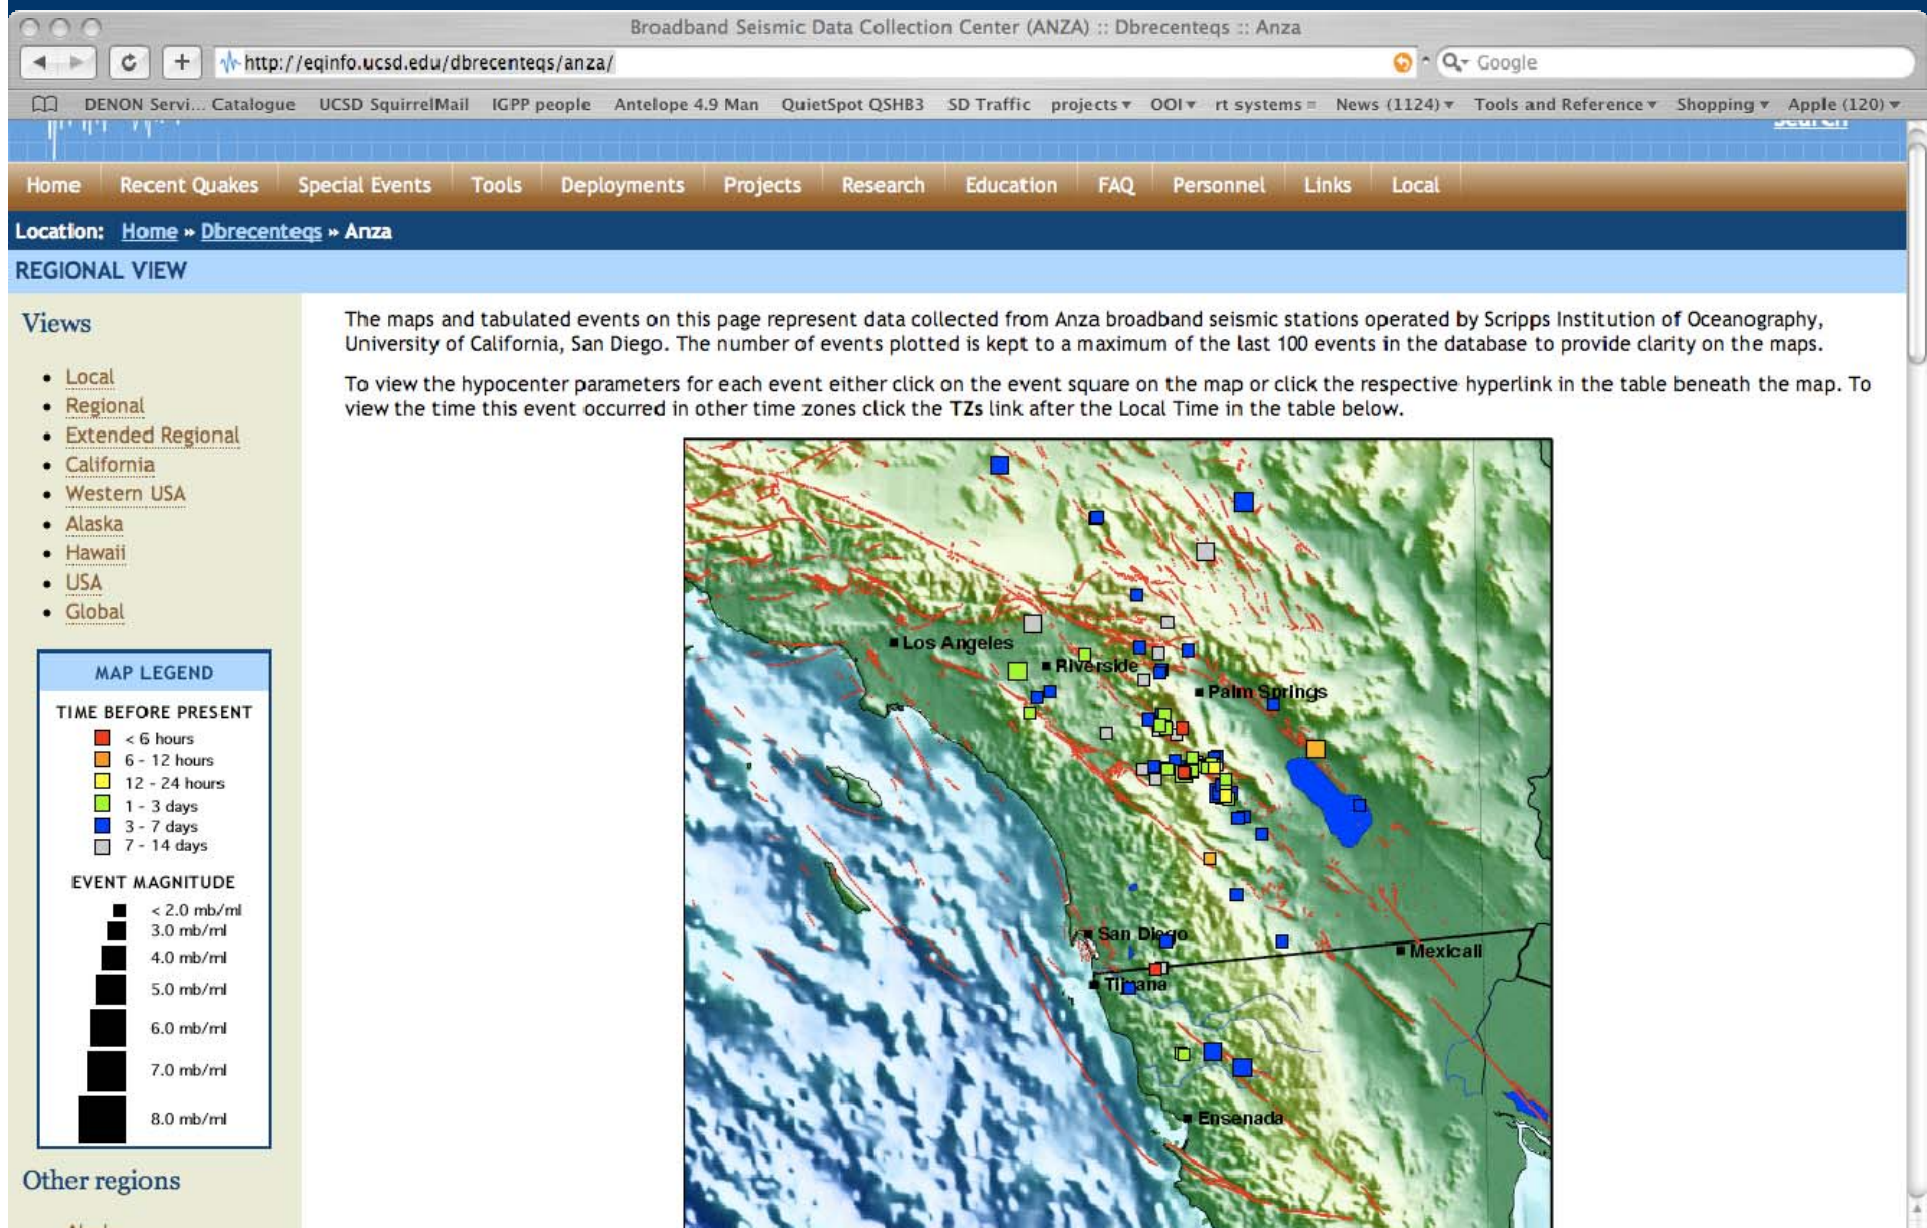 Broadband Seismic Data Collection Center (ANZA) :: Dbrecenteqs :: Anza
http://eqinfo.ucsd.edu/dbrecenteqs/anza/
Google
DENON Servi... Catalogue UCSD SquirrelMail IGPP people Antelope 4.9 Man QuietSpot QSHB3 SD Traffic projects OOI rt systems News (1124) Tools and Reference Shopping Apple (120)
Search
Home Recent Quakes Special Events Tools Deployments Projects Research Education FAQ Personnel Links Local
Location: Home » Dbrecenteqs » Anza
REGIONAL VIEW
Views
Local
Regional
Extended Regional
California
Western USA
Alaska
Hawaii
USA
Global
MAP LEGEND
TIME BEFORE PRESENT
< 6 hours
6 - 12 hours
12 - 24 hours
1 - 3 days
3 - 7 days
7 - 14 days
EVENT MAGNITUDE
< 2.0 mb/ml
3.0 mb/ml
4.0 mb/ml
5.0 mb/ml
6.0 mb/ml
7.0 mb/ml
8.0 mb/ml
Other regions
The maps and tabulated events on this page represent data collected from Anza broadband seismic stations operated by Scripps Institution of Oceanography,
University of California, San Diego. The number of events plotted is kept to a maximum of the last 100 events in the database to provide clarity on the maps.
To view the hypocenter parameters for each event either click on the event square on the map or click the respective hyperlink in the table beneath the map. To
view the time this event occurred in other time zones click the TZs link after the Local Time in the table below.
Los Angeles
Riverside
Palm Springs
San Diego
Mexicali
Tijuana
Ensenada